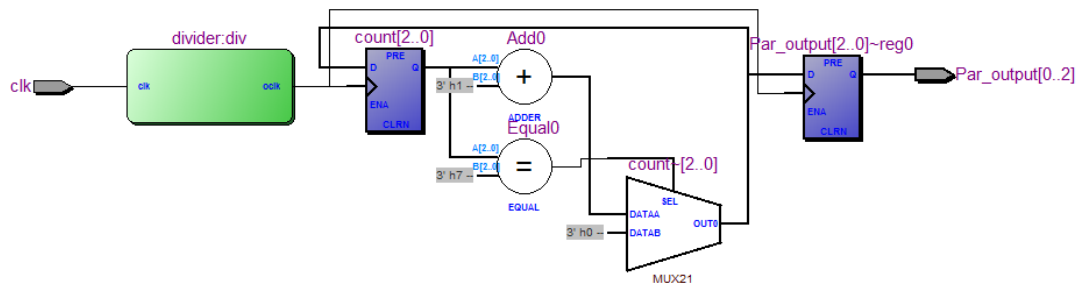 divider:div
clk
clk
oclk
count[2..0]
PRE
D
Q
ENA
CLRN
Add0
A[2..0]
B[2..0]
3' h1 --
+
ADDER
Equal0
A[2..0]
B[2..0]
3' h7 --
=
EQUAL
count~[2..0]
SEL
DATAA
DATAB
OUT0
3' h0 --
MUX21
Par_output[2..0]~reg0
PRE
D
Q
ENA
CLRN
Par_output[0..2]